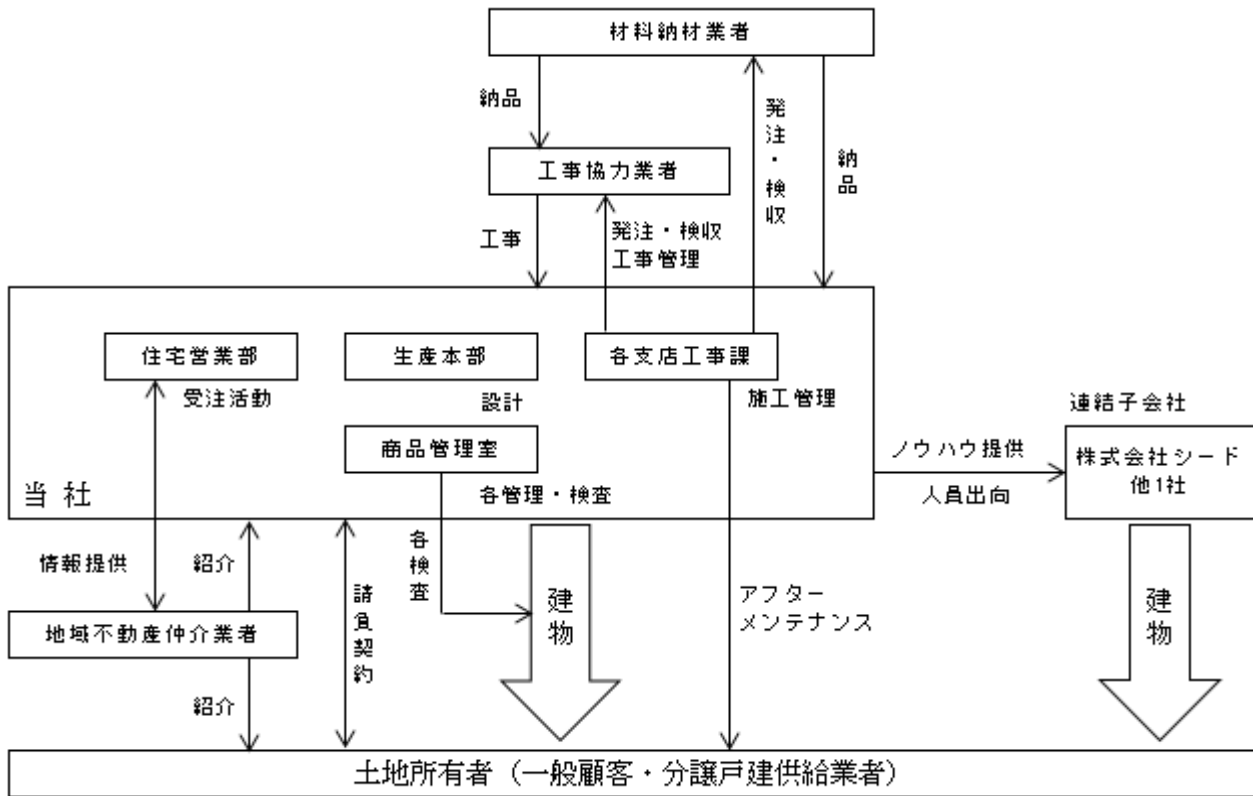 材料納材業者
納品
発注・検収
納品
工事協力業者
工事
発注・検収
工事管理
住宅営業部
生産本部
各支店工事課
受注活動
設計
施工管理
連結子会社
商品管理室
ノウハウ提供
株式会社シード
他1社
当社
各管理・検査
人員出向
情報提供
紹介
請負契約
各検査
建物
アフター
メンテナンス
建物
地域不動産仲介業者
紹介
土地所有者（一般顧客・分譲戸建供給業者）